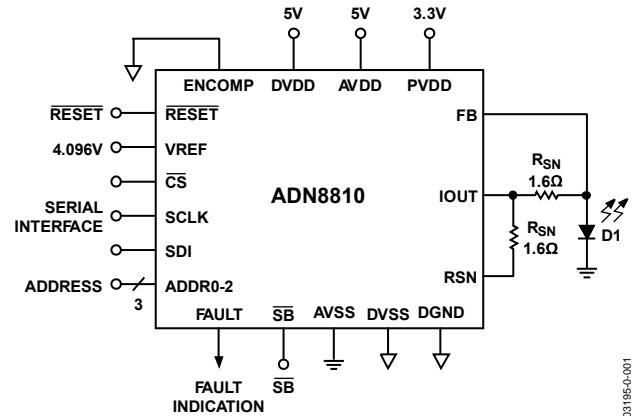 5V 5V 3.3V
ENCOMP DVDD AVDD PVDD
RESET RESET FB
4.096V VREF
CS
ADN8810 IOUT
RSN
1.6Ω
SERIAL
INTERFACE
SCLK
RSN
1.6Ω
D1
SDI
RSN
ADDRESS 3 ADDR0-2
FAULT SB AVSS DVSS DGND
FAULT
INDICATION
SB
03195-0-001